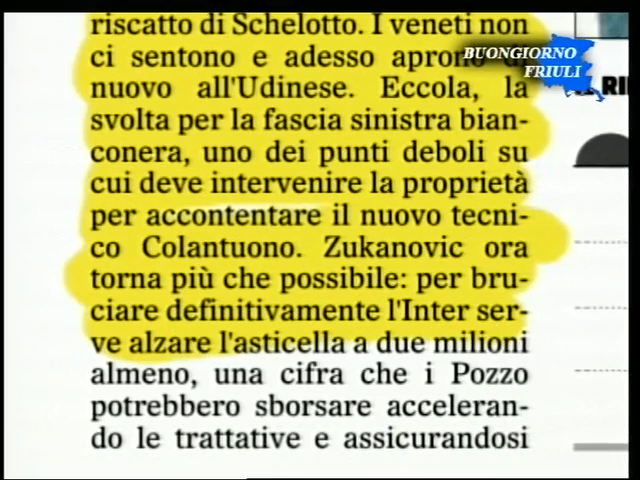 riscatto di Schelotto. I veneti non
ci sentono e adesso aprono di
nuovo all'Udinese. Eccola, la
svolta per la fascia sinistra bian-
conera, uno dei punti deboli su
cui deve intervenire la proprietà
per accontentare il nuovo tecni-
co Colantuono. Zukanovic ora
torna più che possibile: per bru-
ciare definitivamente l'Inter ser-
ve alzare l'asticella a due milioni
almeno, una cifra che i Pozzo
potrebbero sborsare acceleran-
do le trattative e assicurandosi
BUONGIORNO
FRIULI